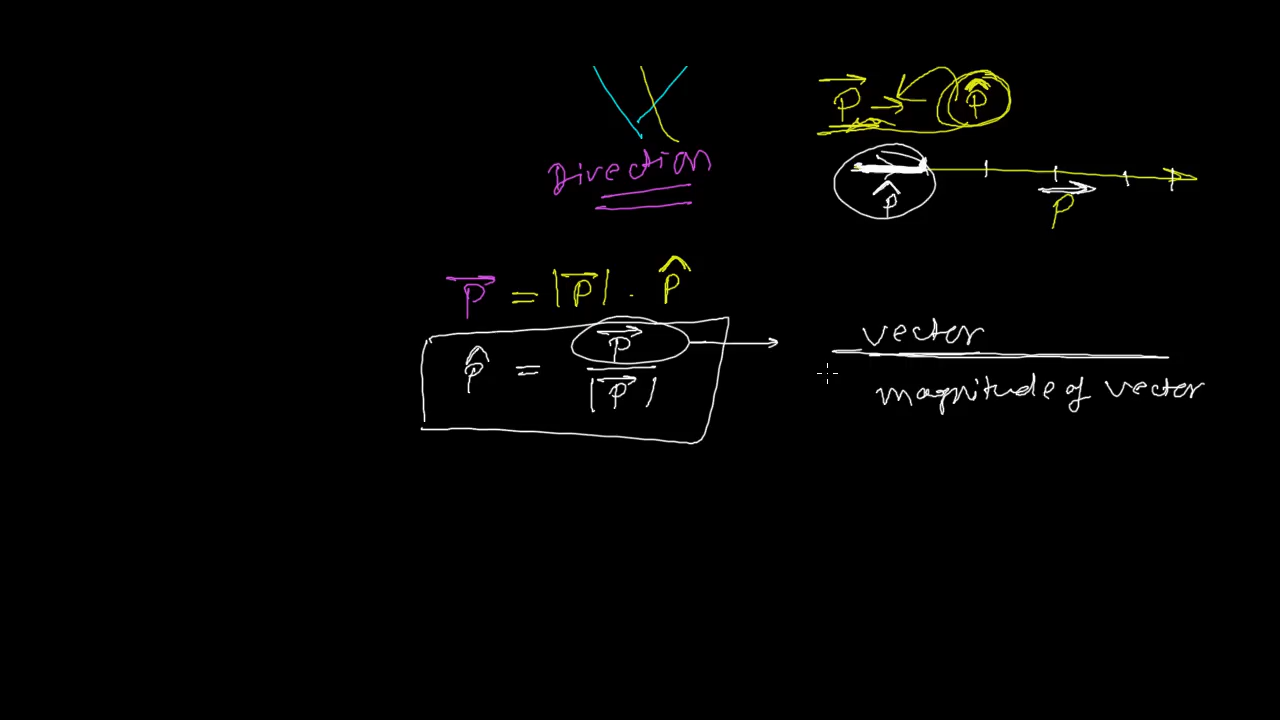 P⃗ → P̂
Direction
P̂ P⃗
P⃗ = |P⃗| . P̂
P̂ = P⃗ / |P⃗|
vector
magnitude of vector